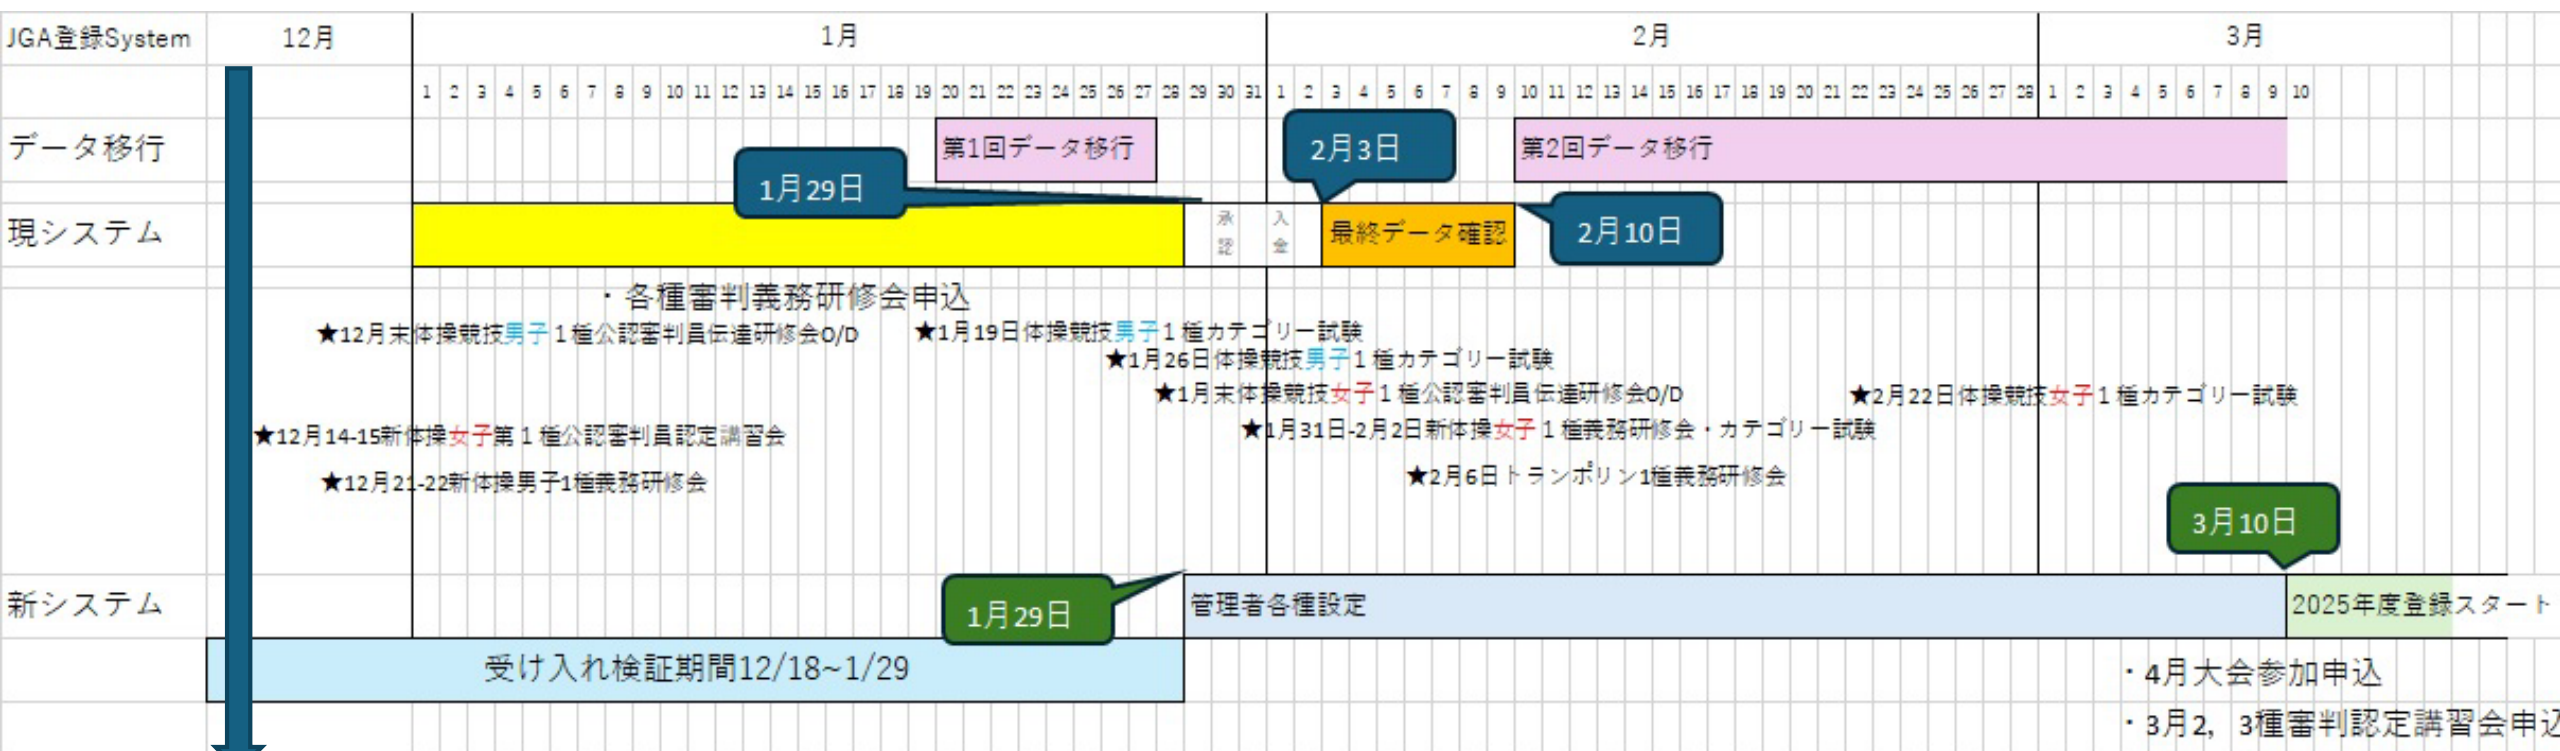 JGA登録System 12月 1月 2月 3月
1 2 3 4 5 6 7 8 9 10 11 12 13 14 15 16 17 18 19 20 21 22 23 24 25 26 27 28 29 30 31 1 2 3 4 5 6 7 8 9 10 11 12 13 14 15 16 17 18 19 20 21 22 23 24 25 26 27 28 1 2 3 4 5 6 7 8 9 10
データ移行 第1回データ移行 2月3日 第2回データ移行
1月29日
現システム 承認 入金 最終データ確認 2月10日
・各種審判義務研修会申込
★12月末体操競技男子1種公認審判員伝達研修会O/D ★1月19日体操競技男子1種カテゴリー試験
★1月26日体操競技男子1種カテゴリー試験
★1月末体操競技女子1種公認審判員伝達研修会O/D ★2月22日体操競技女子1種カテゴリー試験
★12月14-15新体操女子第1種公認審判員認定講習会 ★1月31日-2月2日新体操女子1種義務研修会・カテゴリー試験
★12月21-22新体操男子1種義務研修会 ★2月6日トランポリン1種義務研修会
3月10日
新システム 1月29日 管理者各種設定 2025年度登録スタート
受け入れ検証期間12/18~1/29 ・4月大会参加申込
・3月2，3種審判認定講習会申込